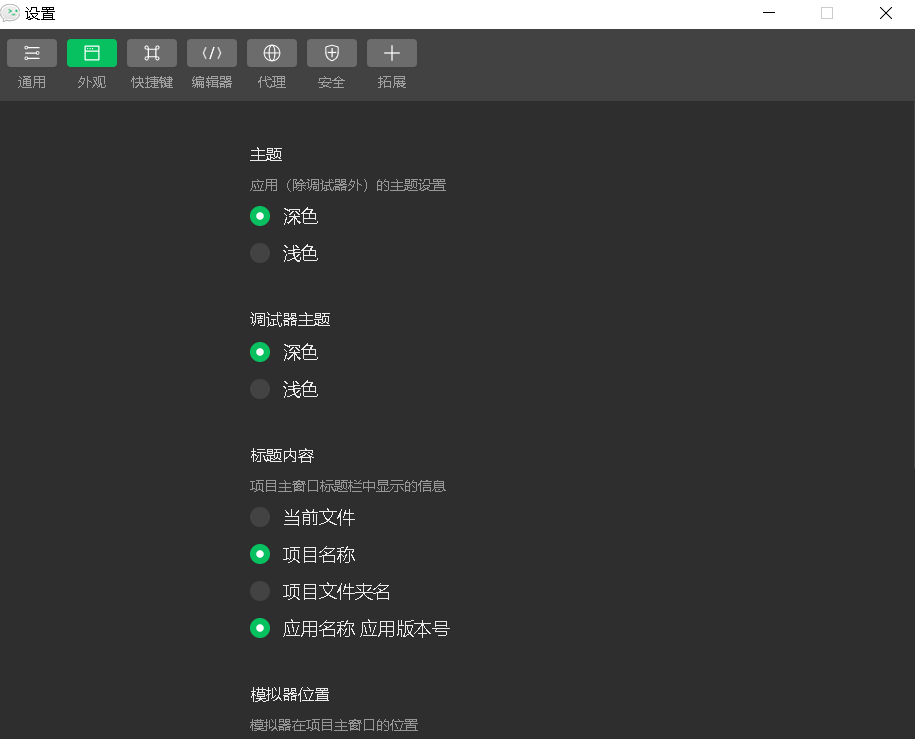 设置
通用 外观 快捷键 编辑器 代理 安全 拓展
主题
应用（除调试器外）的主题设置
深色
浅色
调试器主题
深色
浅色
标题内容
项目主窗口标题栏中显示的信息
当前文件
项目名称
项目文件夹名
应用名称 应用版本号
模拟器位置
模拟器在项目主窗口的位置